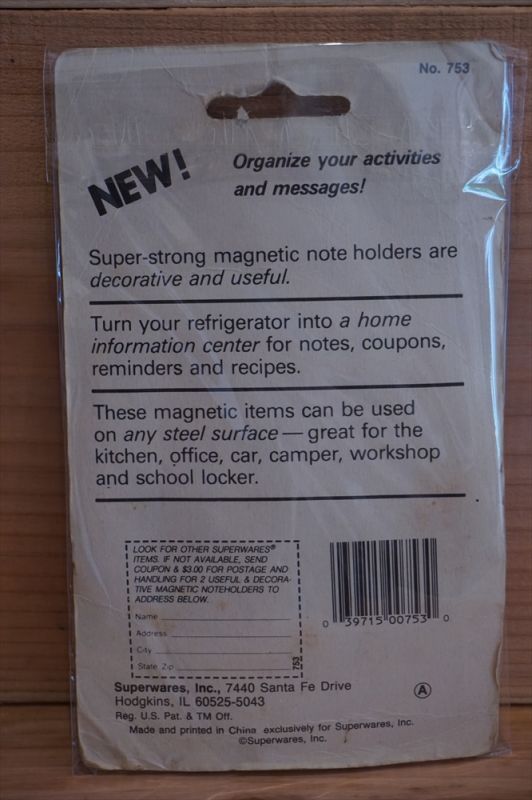 No. 753
NEW!
Organize your activities
and messages!
Super-strong magnetic note holders are
decorative and useful.
Turn your refrigerator into a home
information center for notes, coupons,
reminders and recipes.
These magnetic items can be used
on any steel surface — great for the
kitchen, office, car, camper, workshop
and school locker.
LOOK FOR OTHER SUPERWARES®
ITEMS. IF NOT AVAILABLE, SEND
COUPON & $3.00 FOR POSTAGE AND
HANDLING FOR 2 USEFUL & DECORA-
TIVE MAGNETIC NOTEHOLDERS TO
ADDRESS BELOW.
Name
Address
City
State, Zip
753
0 39715 00753 0
Superwares, Inc., 7440 Santa Fe Drive
Hodgkins, IL 60525-5043
Reg. U.S. Pat. & TM Off.
A
Made and printed in China exclusively for Superwares, Inc.
©Superwares, Inc.